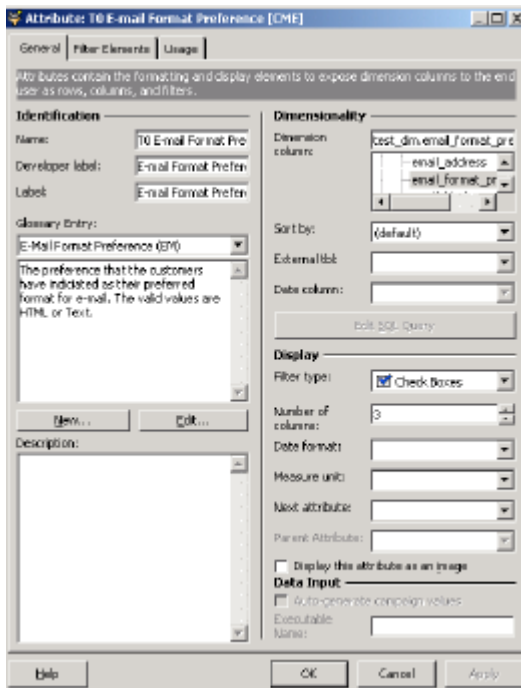 Attribute: T0 E-mail Format Preference [CME]
General
Filter Elements
Usage
Attributes contain the formatting and display elements to expose dimension columns to the end
user as rows, columns, and filters.
Identification
Name:
T0 E-mail Format Pre
Developer label:
E-mail Format Preferen
Label:
E-mail Format Preferen
Glossary Entry:
E-Mail Format Preference (EM)
The preference that the customers
have indiciated as their preferred
format for e-mail. The valid values are
HTML or Text.
New...
Edit...
Description:
Dimensionality
Dimension
column:
cust_dim.email_format_pre
email_address
email_format_pr
Sort by:
(default)
External tbl:
Date column:
Edit SQL Query
Display
Filter type:
Check Boxes
Number of
columns:
3
Date format:
Measure unit:
Next attribute:
Parent Attribute:
Display this attribute as an image
Data Input
Auto-generate campaign values
Executable
Name:
Help
OK
Cancel
Apply